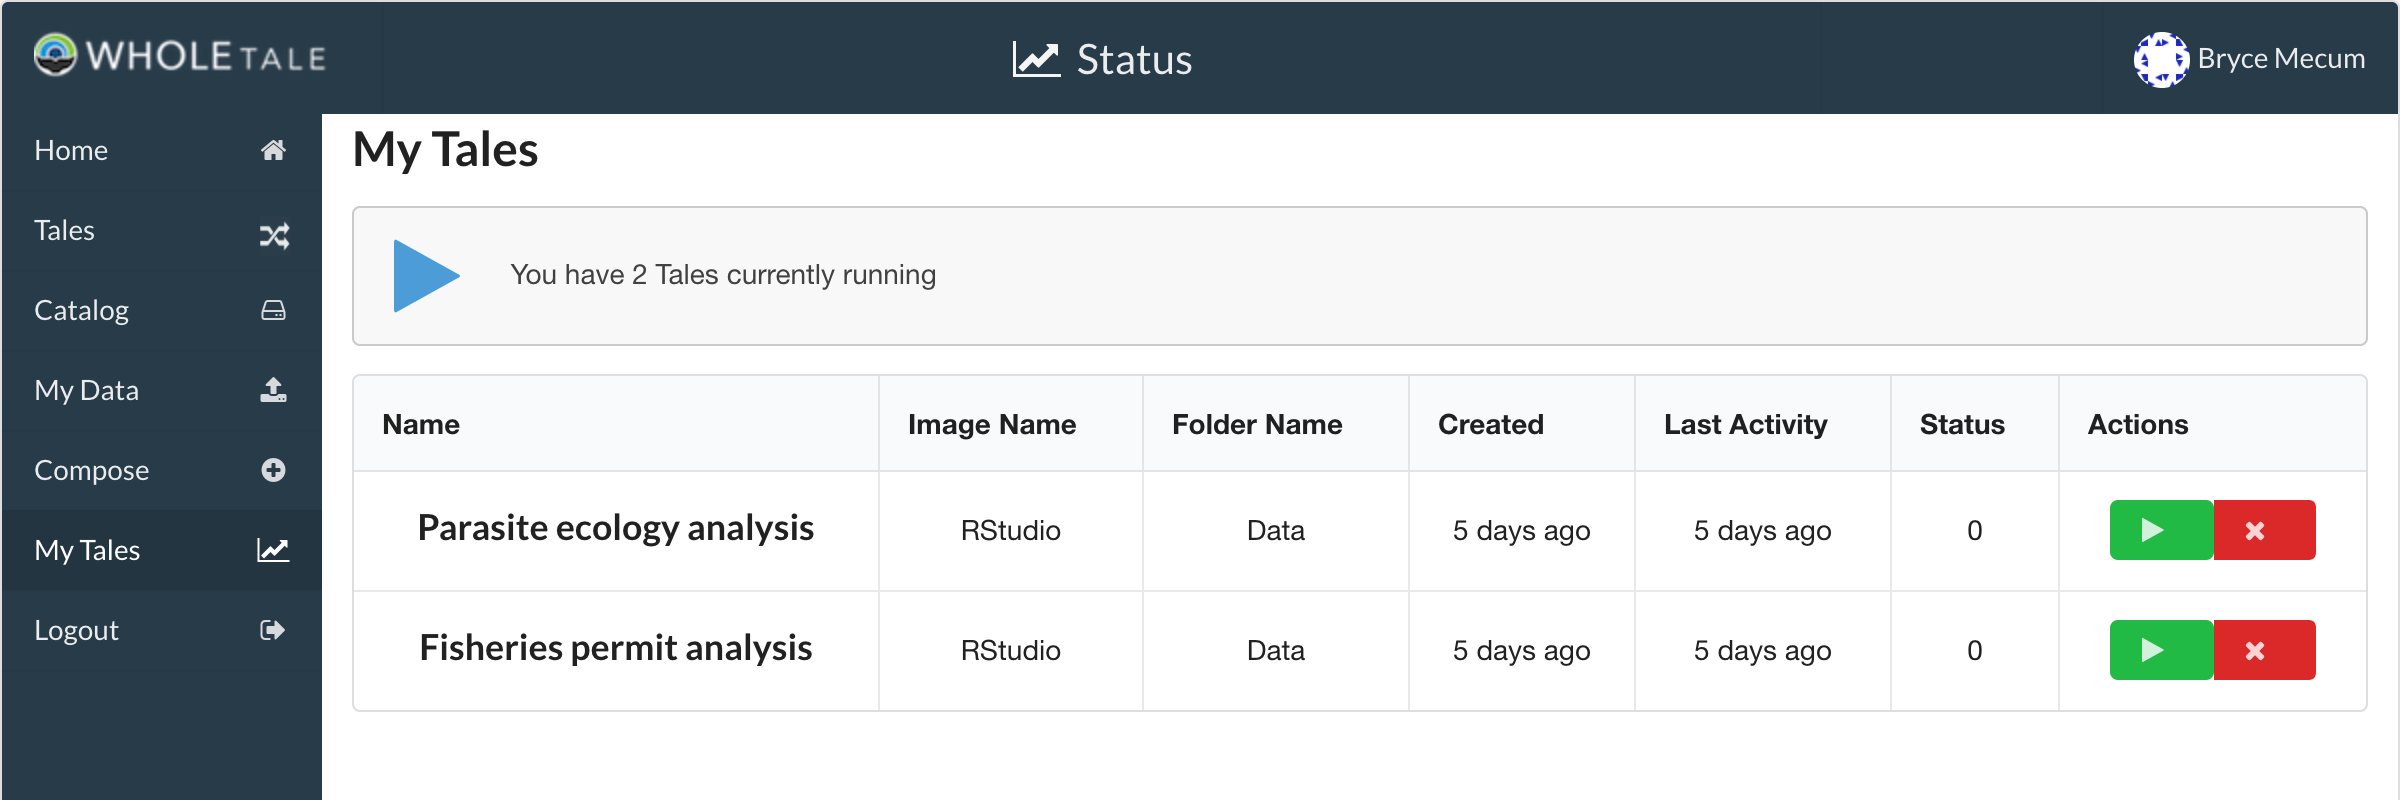 WHOLE TALE
Status
Bryce Mecum
Home
Tales
Catalog
My Data
Compose
My Tales
Logout
My Tales
You have 2 Tales currently running
Name Image Name Folder Name Created Last Activity Status Actions
Parasite ecology analysis RStudio Data 5 days ago 5 days ago 0
Fisheries permit analysis RStudio Data 5 days ago 5 days ago 0